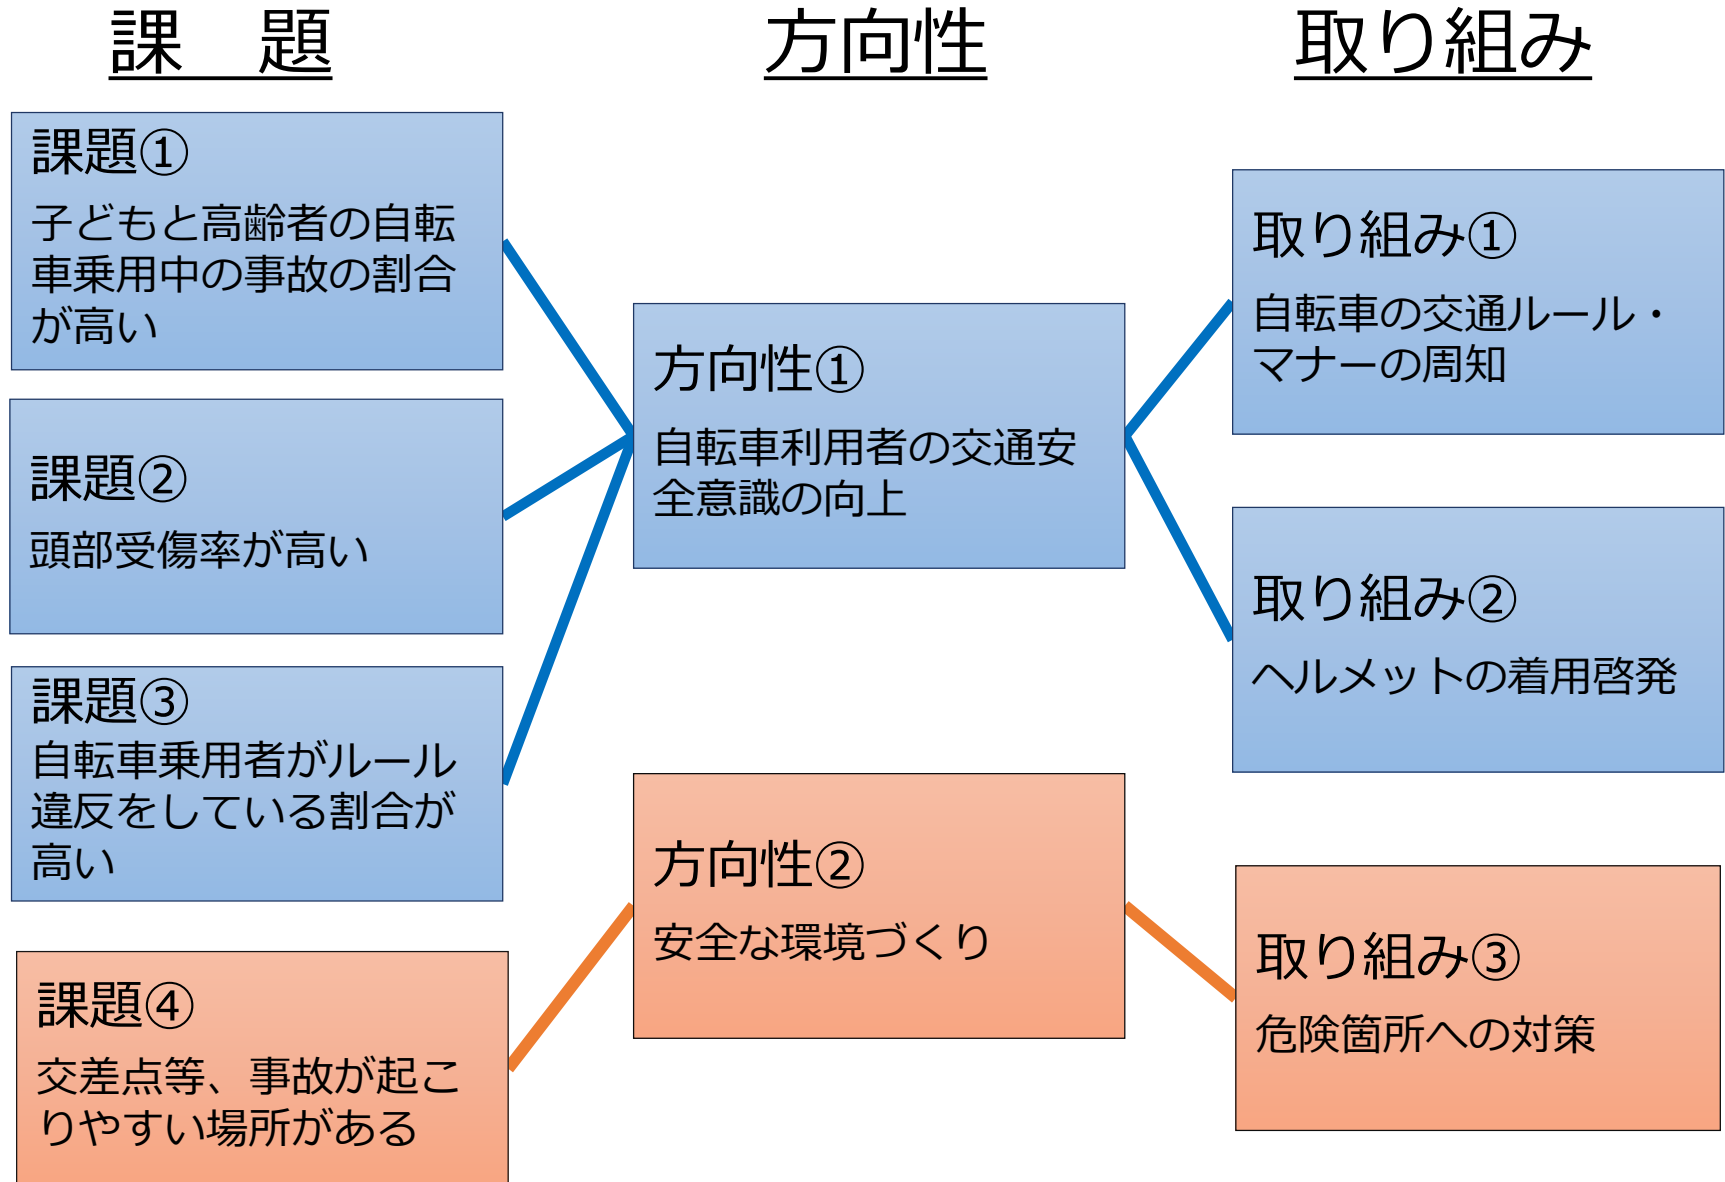 課　題
方向性
取り組み
課題①
子どもと高齢者の自転
車乗用中の事故の割合
が高い
課題②
頭部受傷率が高い
課題③
自転車乗用者がルール
違反をしている割合が
高い
課題④
交差点等、事故が起こ
りやすい場所がある
方向性①
自転車利用者の交通安
全意識の向上
方向性②
安全な環境づくり
取り組み①
自転車の交通ルール・
マナーの周知
取り組み②
ヘルメットの着用啓発
取り組み③
危険箇所への対策